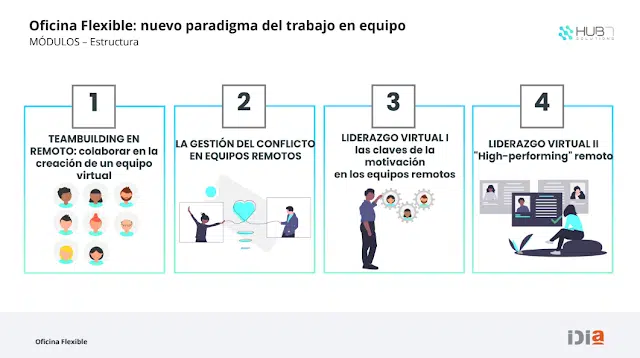 Oficina Flexible: nuevo paradigma del trabajo en equipo
MÓDULOS – Estructura
HUB7
SOLUTIONS
1
TEAMBUILDING EN
REMOTO: colaborar en la
creación de un equipo
virtual
2
LA GESTIÓN DEL CONFLICTO
EN EQUIPOS REMOTOS
3
LIDERAZGO VIRTUAL I
las claves de la
motivación
en los equipos remotos
4
LIDERAZGO VIRTUAL II
"High-performing" remoto
Oficina Flexible
iDia